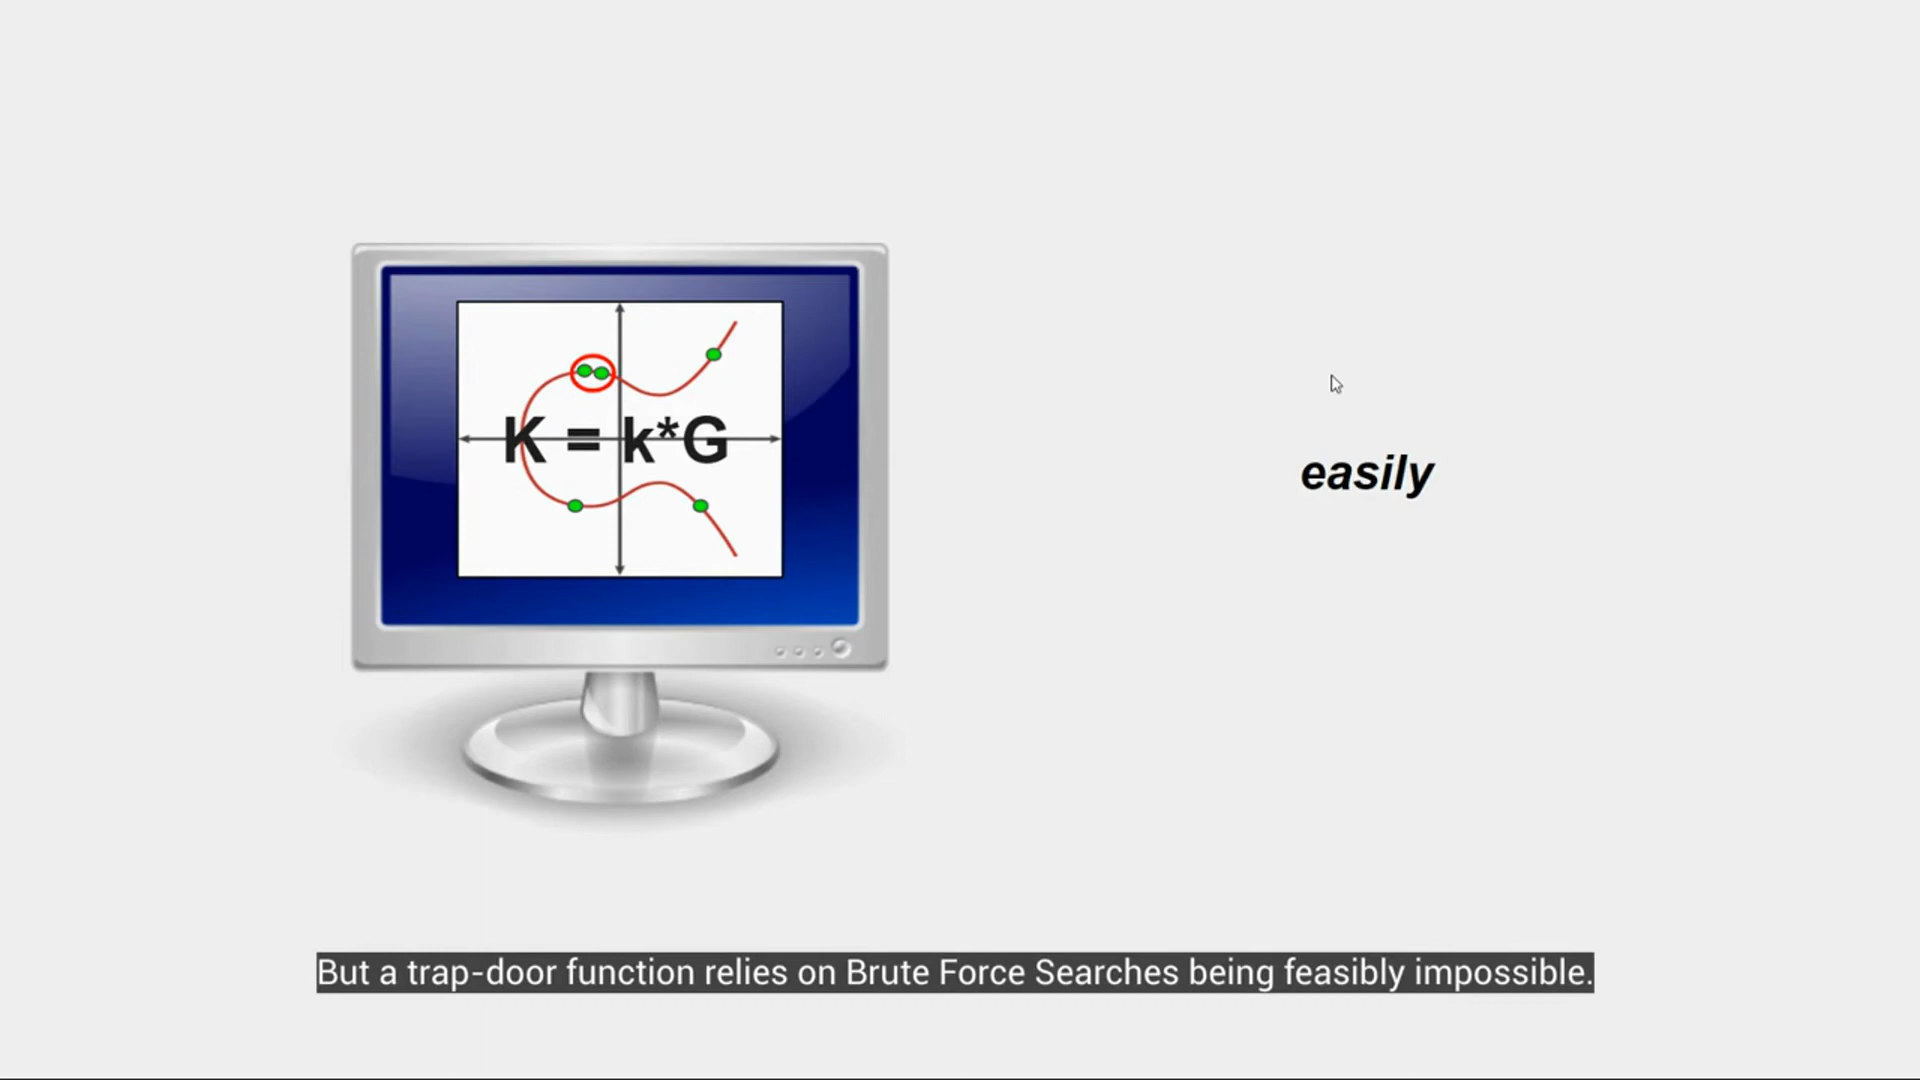 K = k*G
easily
But a trap-door function relies on Brute Force Searches being feasibly impossible.